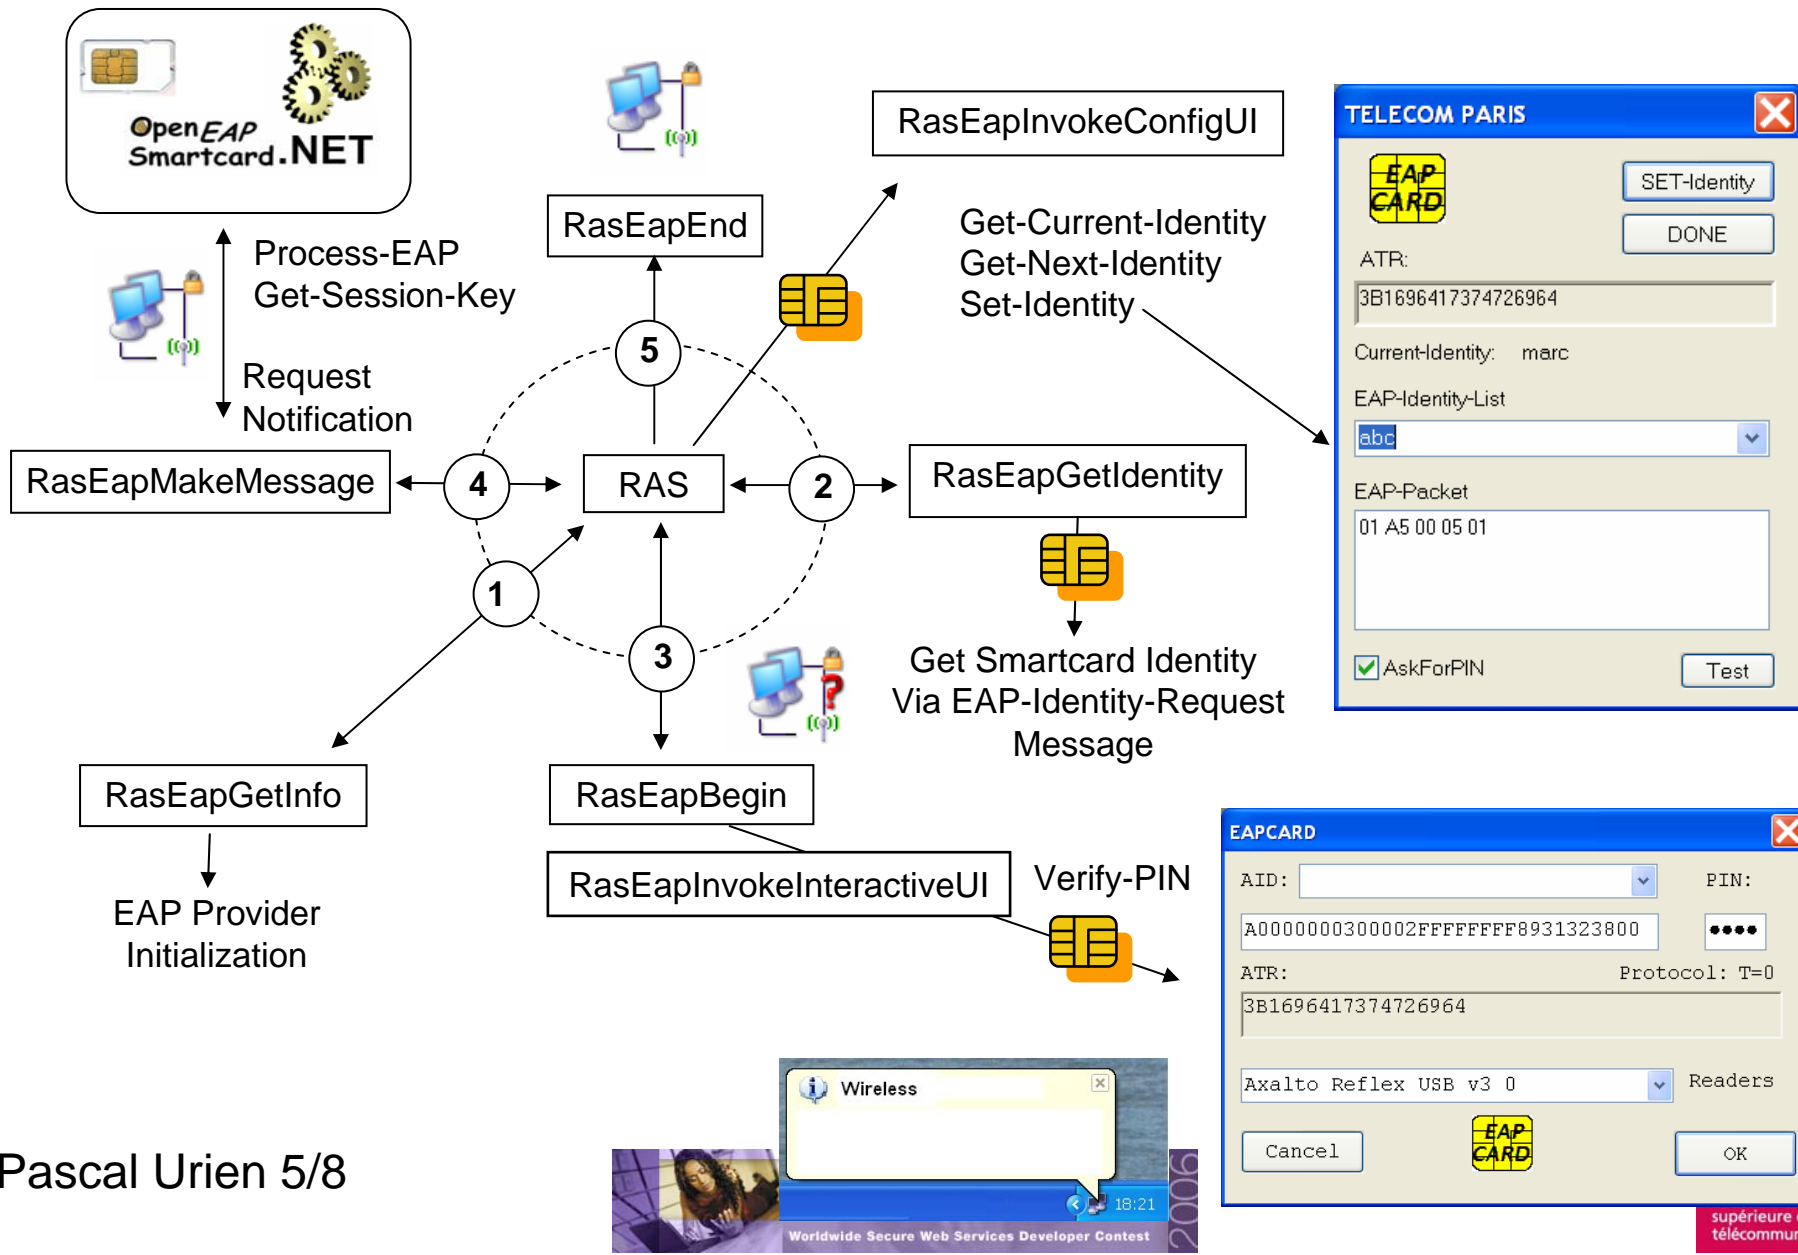 Open EAP
Smartcard.NET
RasEapInvokeConfigUI
RasEapEnd
Process-EAP
Get-Session-Key
Request
Notification
Get-Current-Identity
Get-Next-Identity
Set-Identity
5
RasEapMakeMessage
4
RAS
2
RasEapGetIdentity
1
3
Get Smartcard Identity
Via EAP-Identity-Request
Message
RasEapGetInfo
EAP Provider
Initialization
RasEapBegin
RasEapInvokeInteractiveUI
Verify-PIN
TELECOM PARIS
EAP
CARD
SET-Identity
DONE
ATR:
3B1696417374726964
Current-Identity: marc
EAP-Identity-List
abc
EAP-Packet
01 A5 00 05 01
AskForPIN
Test
EAPCARD
AID:
PIN:
A0000000300002FFFFFFFF8931323800
●●●●
ATR:
Protocol: T=0
3B1696417374726964
Axalto Reflex USB v3 0
Readers
Cancel
EAP
CARD
OK
Wireless
18:21
Worldwide Secure Web Services Developer Contest
2006
Pascal Urien 5/8
supérieure